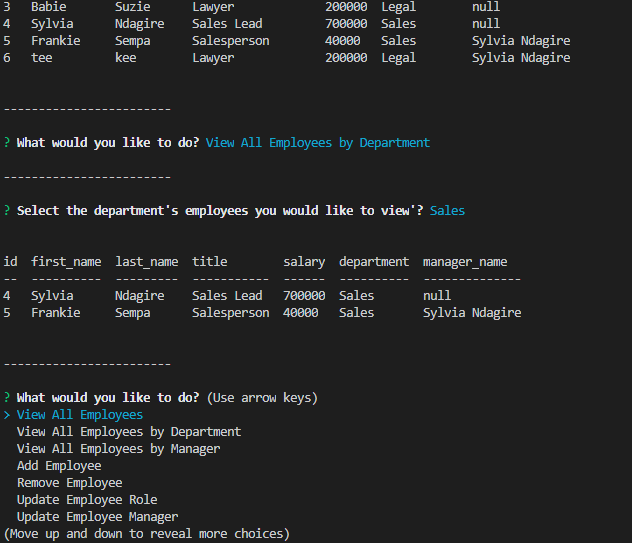 3   Babie      Suzie      Lawyer             200000  Legal       null
4   Sylvia     Ndagire    Sales Lead         700000  Sales       null
5   Frankie    Sempa      Salesperson        40000   Sales       Sylvia Ndagire
6   tee        kee        Lawyer             200000  Legal       Sylvia Ndagire
------------------------
? What would you like to do? View All Employees by Department
------------------------
? Select the department's employees you would like to view'? Sales
id  first_name  last_name  title        salary  department  manager_name
--  ----------  ---------  -----------  ------  ----------  --------------
4   Sylvia      Ndagire    Sales Lead   700000  Sales       null
5   Frankie     Sempa      Salesperson  40000   Sales       Sylvia Ndagire
------------------------
? What would you like to do? (Use arrow keys)
> View All Employees
  View All Employees by Department
  View All Employees by Manager
  Add Employee
  Remove Employee
  Update Employee Role
  Update Employee Manager
(Move up and down to reveal more choices)